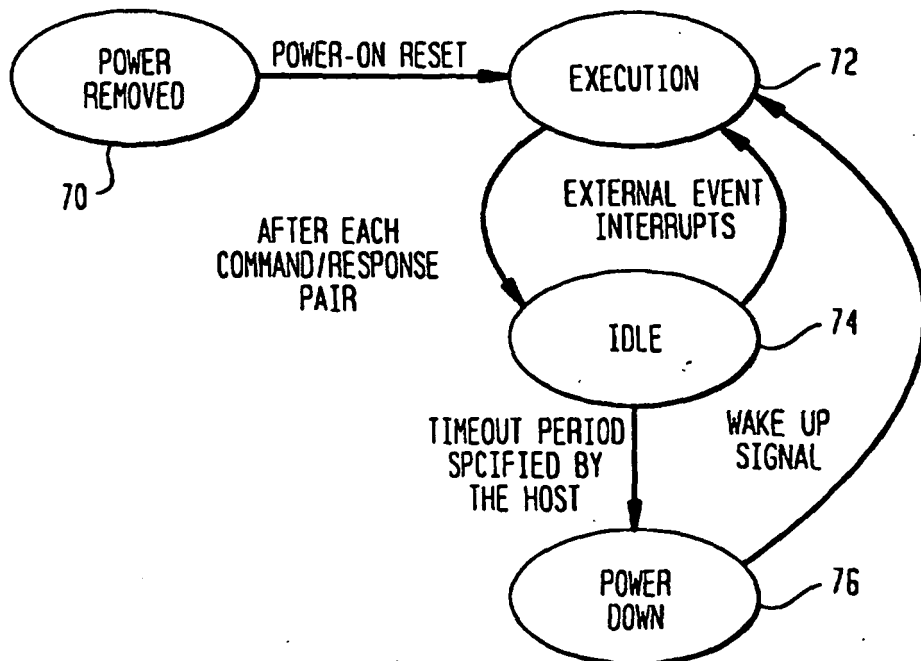 POWER
REMOVED
70
POWER-ON RESET
EXECUTION
72
AFTER EACH
COMMAND/RESPONSE
PAIR
EXTERNAL EVENT
INTERRUPTS
IDLE
74
TIMEOUT PERIOD
SPCIFIED BY
THE HOST
WAKE UP
SIGNAL
POWER
DOWN
76